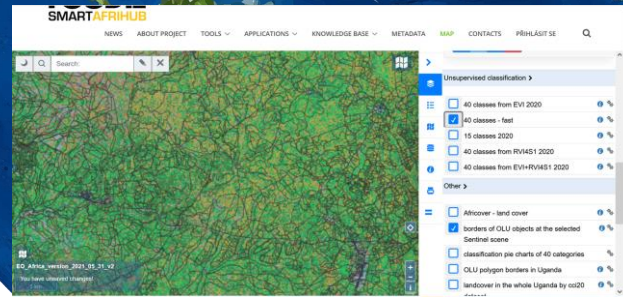 SMARTAFRIHUB
NEWS ABOUT PROJECT TOOLS APPLICATIONS KNOWLEDGE BASE METADATA MAP CONTACTS PŘIHLÁSIT SE
Search:
Unsupervised classification >
40 classes from EVI 2020
40 classes - fast
15 classes 2020
40 classes from RVI4S1 2020
40 classes from EVI+RVI4S1 2020
Other >
Africover - land cover
borders of OLU objects at the selected
Sentinel scene
classification pie charts of 40 categories
OLU polygon borders in Uganda
landcover in the whole Uganda by cci20
dataset
EO_Africa_version_2021_05_31_v2
You have unsaved changes!